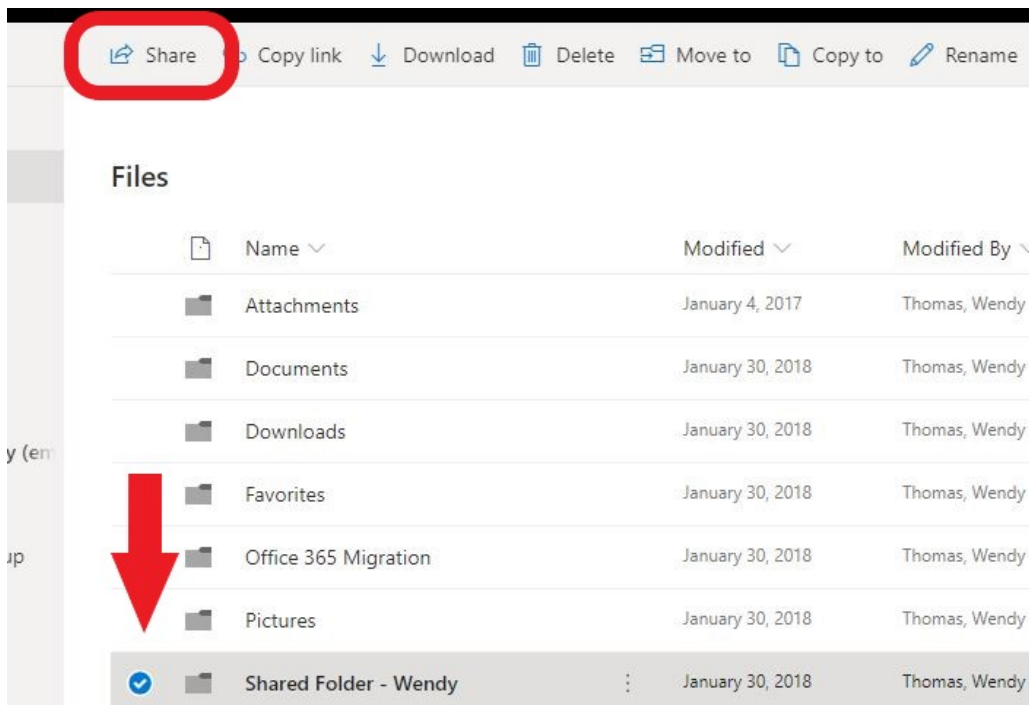 Share Copy link Download Delete Move to Copy to Rename
Files
Name Modified Modified By
Attachments January 4, 2017 Thomas, Wendy
Documents January 30, 2018 Thomas, Wendy
Downloads January 30, 2018 Thomas, Wendy
y (em
Favorites January 30, 2018 Thomas, Wendy
up
Office 365 Migration January 30, 2018 Thomas, Wendy
Pictures January 30, 2018 Thomas, Wendy
Shared Folder - Wendy January 30, 2018 Thomas, Wendy